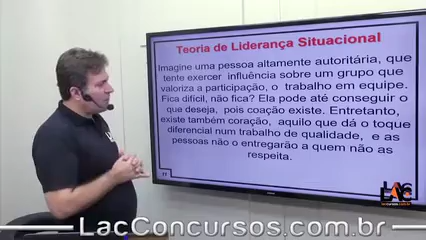 Teoria de Liderança Situacional
Imagine uma pessoa altamente autoritária, que
tente exercer influência sobre um grupo que
valoriza a participação, o trabalho em equipe.
Fica difícil, não fica? Ela pode até conseguir o
que deseja, pois coação existe. Entretanto,
existe também coração, aquilo que dá o toque
diferencial num trabalho de qualidade, e as
pessoas não o entregarão a quem não as
respeita.
LAC
LacConcursos.com.br